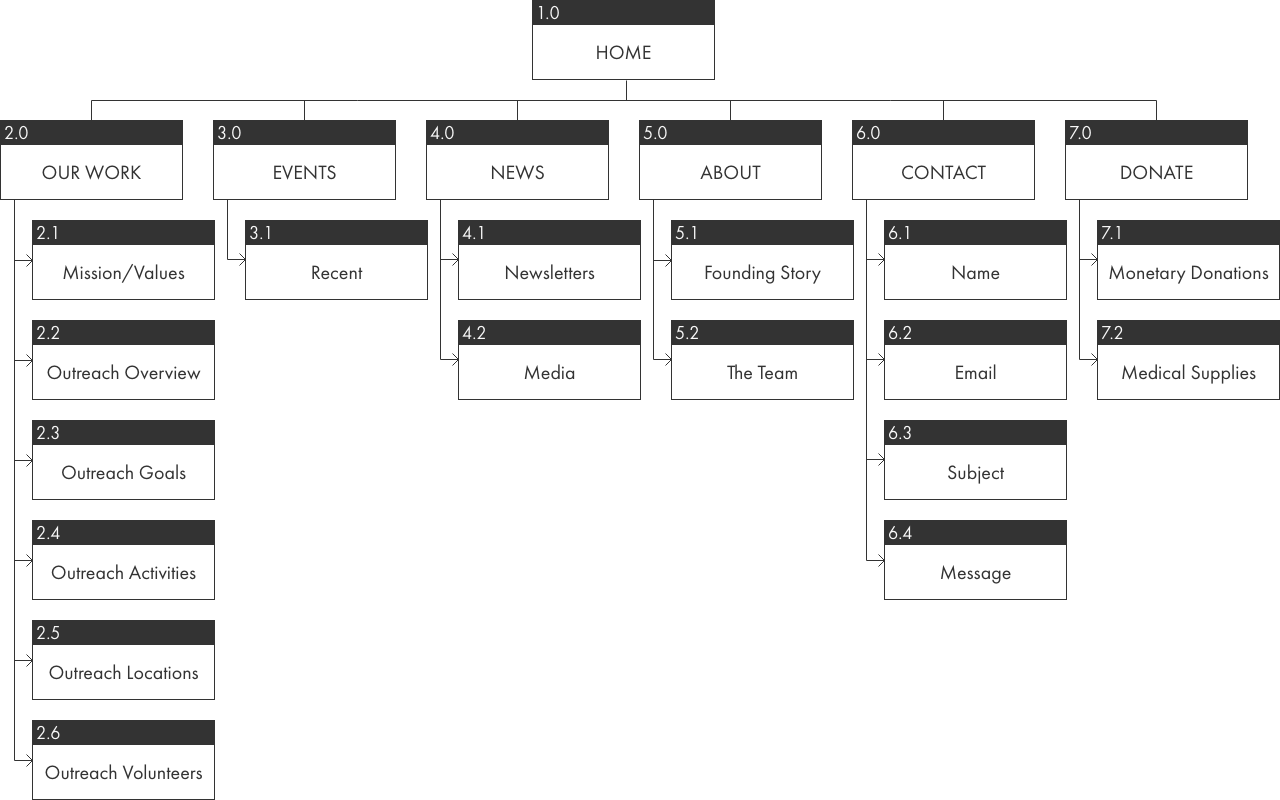 1.0
HOME
2.0
OUR WORK
3.0
EVENTS
4.0
NEWS
5.0
ABOUT
6.0
CONTACT
7.0
DONATE
2.1
Mission/Values
2.2
Outreach Overview
2.3
Outreach Goals
2.4
Outreach Activities
2.5
Outreach Locations
2.6
Outreach Volunteers
3.1
Recent
4.1
Newsletters
4.2
Media
5.1
Founding Story
5.2
The Team
6.1
Name
6.2
Email
6.3
Subject
6.4
Message
7.1
Monetary Donations
7.2
Medical Supplies